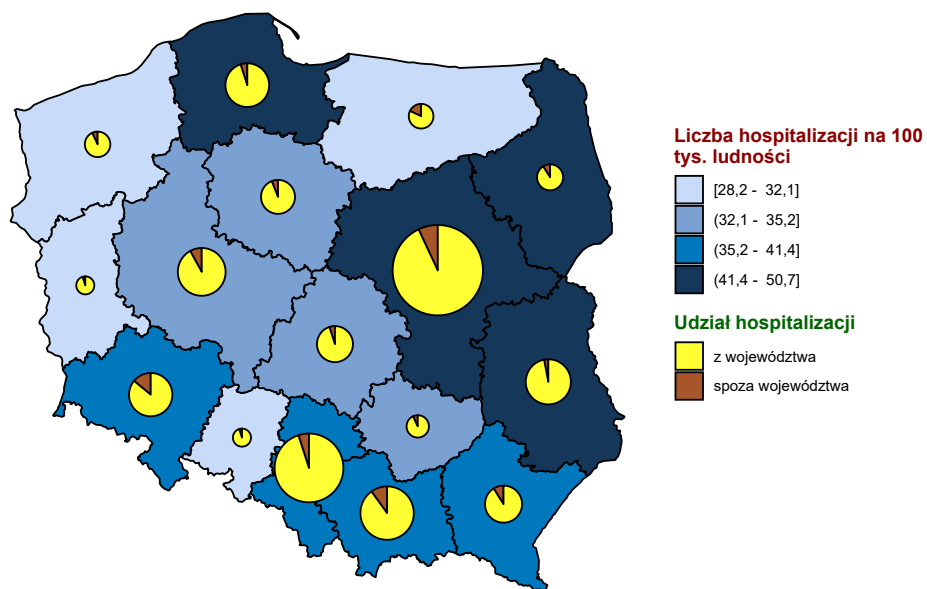 Liczba hospitalizacji na 100
tys. ludności
[28,2 - 32,1]
(32,1 - 35,2]
(35,2 - 41,4]
(41,4 - 50,7]
Udział hospitalizacji
z województwa
spoza województwa